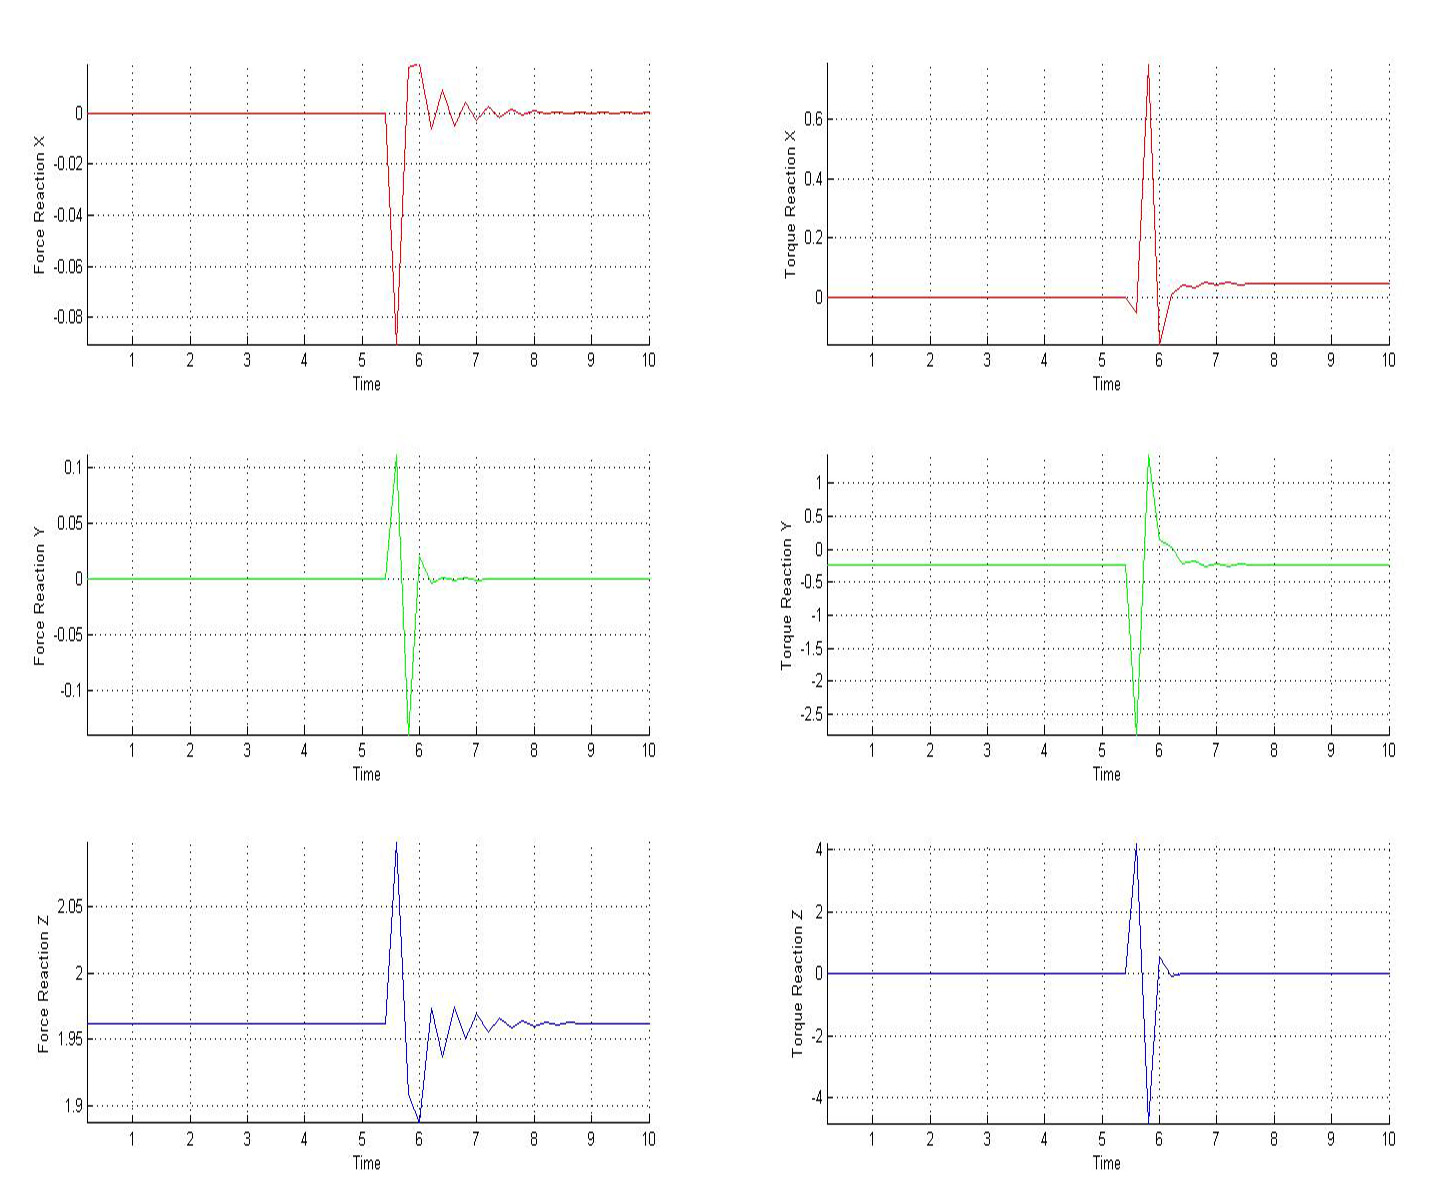 Force Reaction X
0
-0.02
-0.04
-0.06
-0.08
1 2 3 4 5 6 7 8 9 10
Time
Torque Reaction X
0.6
0.4
0.2
0
1 2 3 4 5 6 7 8 9 10
Time
Force Reaction Y
0.1
0.05
0
-0.05
-0.1
1 2 3 4 5 6 7 8 9 10
Time
Torque Reaction Y
1
0.5
0
-0.5
-1
-1.5
-2
-2.5
1 2 3 4 5 6 7 8 9 10
Time
Force Reaction Z
2.05
2
1.95
1.9
1 2 3 4 5 6 7 8 9 10
Time
Torque Reaction Z
4
2
0
-2
-4
1 2 3 4 5 6 7 8 9 10
Time